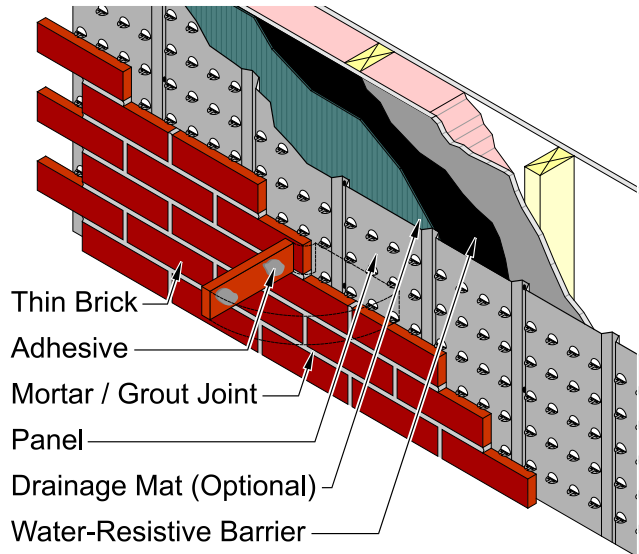 Thin Brick
Adhesive
Mortar / Grout Joint
Panel
Drainage Mat (Optional)
Water-Resistive Barrier